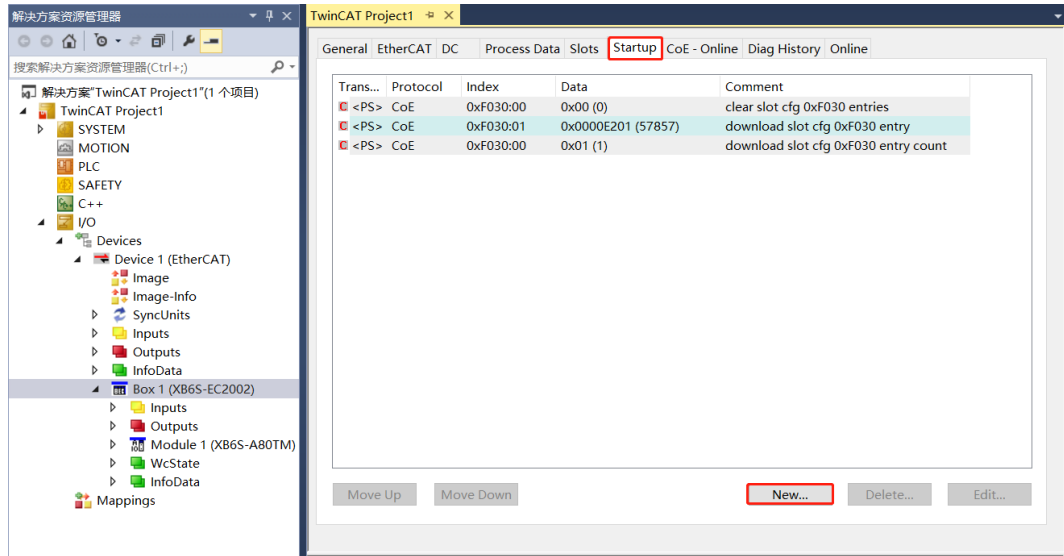 解决方案资源管理器
搜索解决方案资源管理器(Ctrl+;)
解决方案"TwinCAT Project1"(1 个项目)
TwinCAT Project1
SYSTEM
MOTION
PLC
SAFETY
C++
I/O
Devices
Device 1 (EtherCAT)
Image
Image-Info
SyncUnits
Inputs
Outputs
InfoData
Box 1 (XB6S-EC2002)
Inputs
Outputs
Module 1 (XB6S-A80TM)
WcState
InfoData
Mappings
TwinCAT Project1
General EtherCAT DC Process Data Slots Startup CoE - Online Diag History Online
Trans... Protocol Index Data Comment
C <PS> CoE 0xF030:00 0x00 (0) clear slot cfg 0xF030 entries
C <PS> CoE 0xF030:01 0x0000E201 (57857) download slot cfg 0xF030 entry
C <PS> CoE 0xF030:00 0x01 (1) download slot cfg 0xF030 entry count
Move Up Move Down New... Delete... Edit...